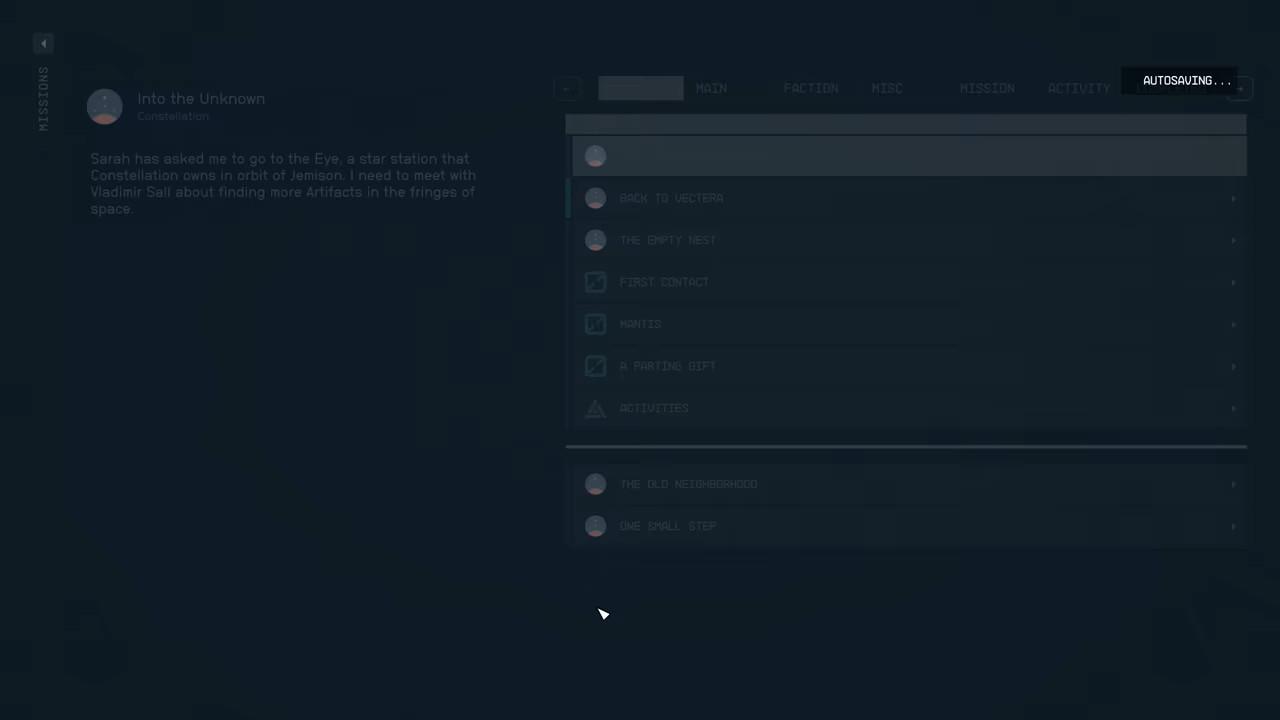 AUTOSAVING...
MISSIONS
MAIN
FACTION
MISC
MISSION
ACTIVITY
Into the Unknown
Constellation
Sarah has asked me to go to the Eye, a star station that
Constellation owns in orbit of Jemison. I need to meet with
Vladimir Sall about finding more Artifacts in the fringes of
space.
BACK TO VECTERA
THE EMPTY NEST
FIRST CONTACT
MANTIS
A PARTING GIFT
ACTIVITIES
THE OLD NEIGHBORHOOD
ONE SMALL STEP